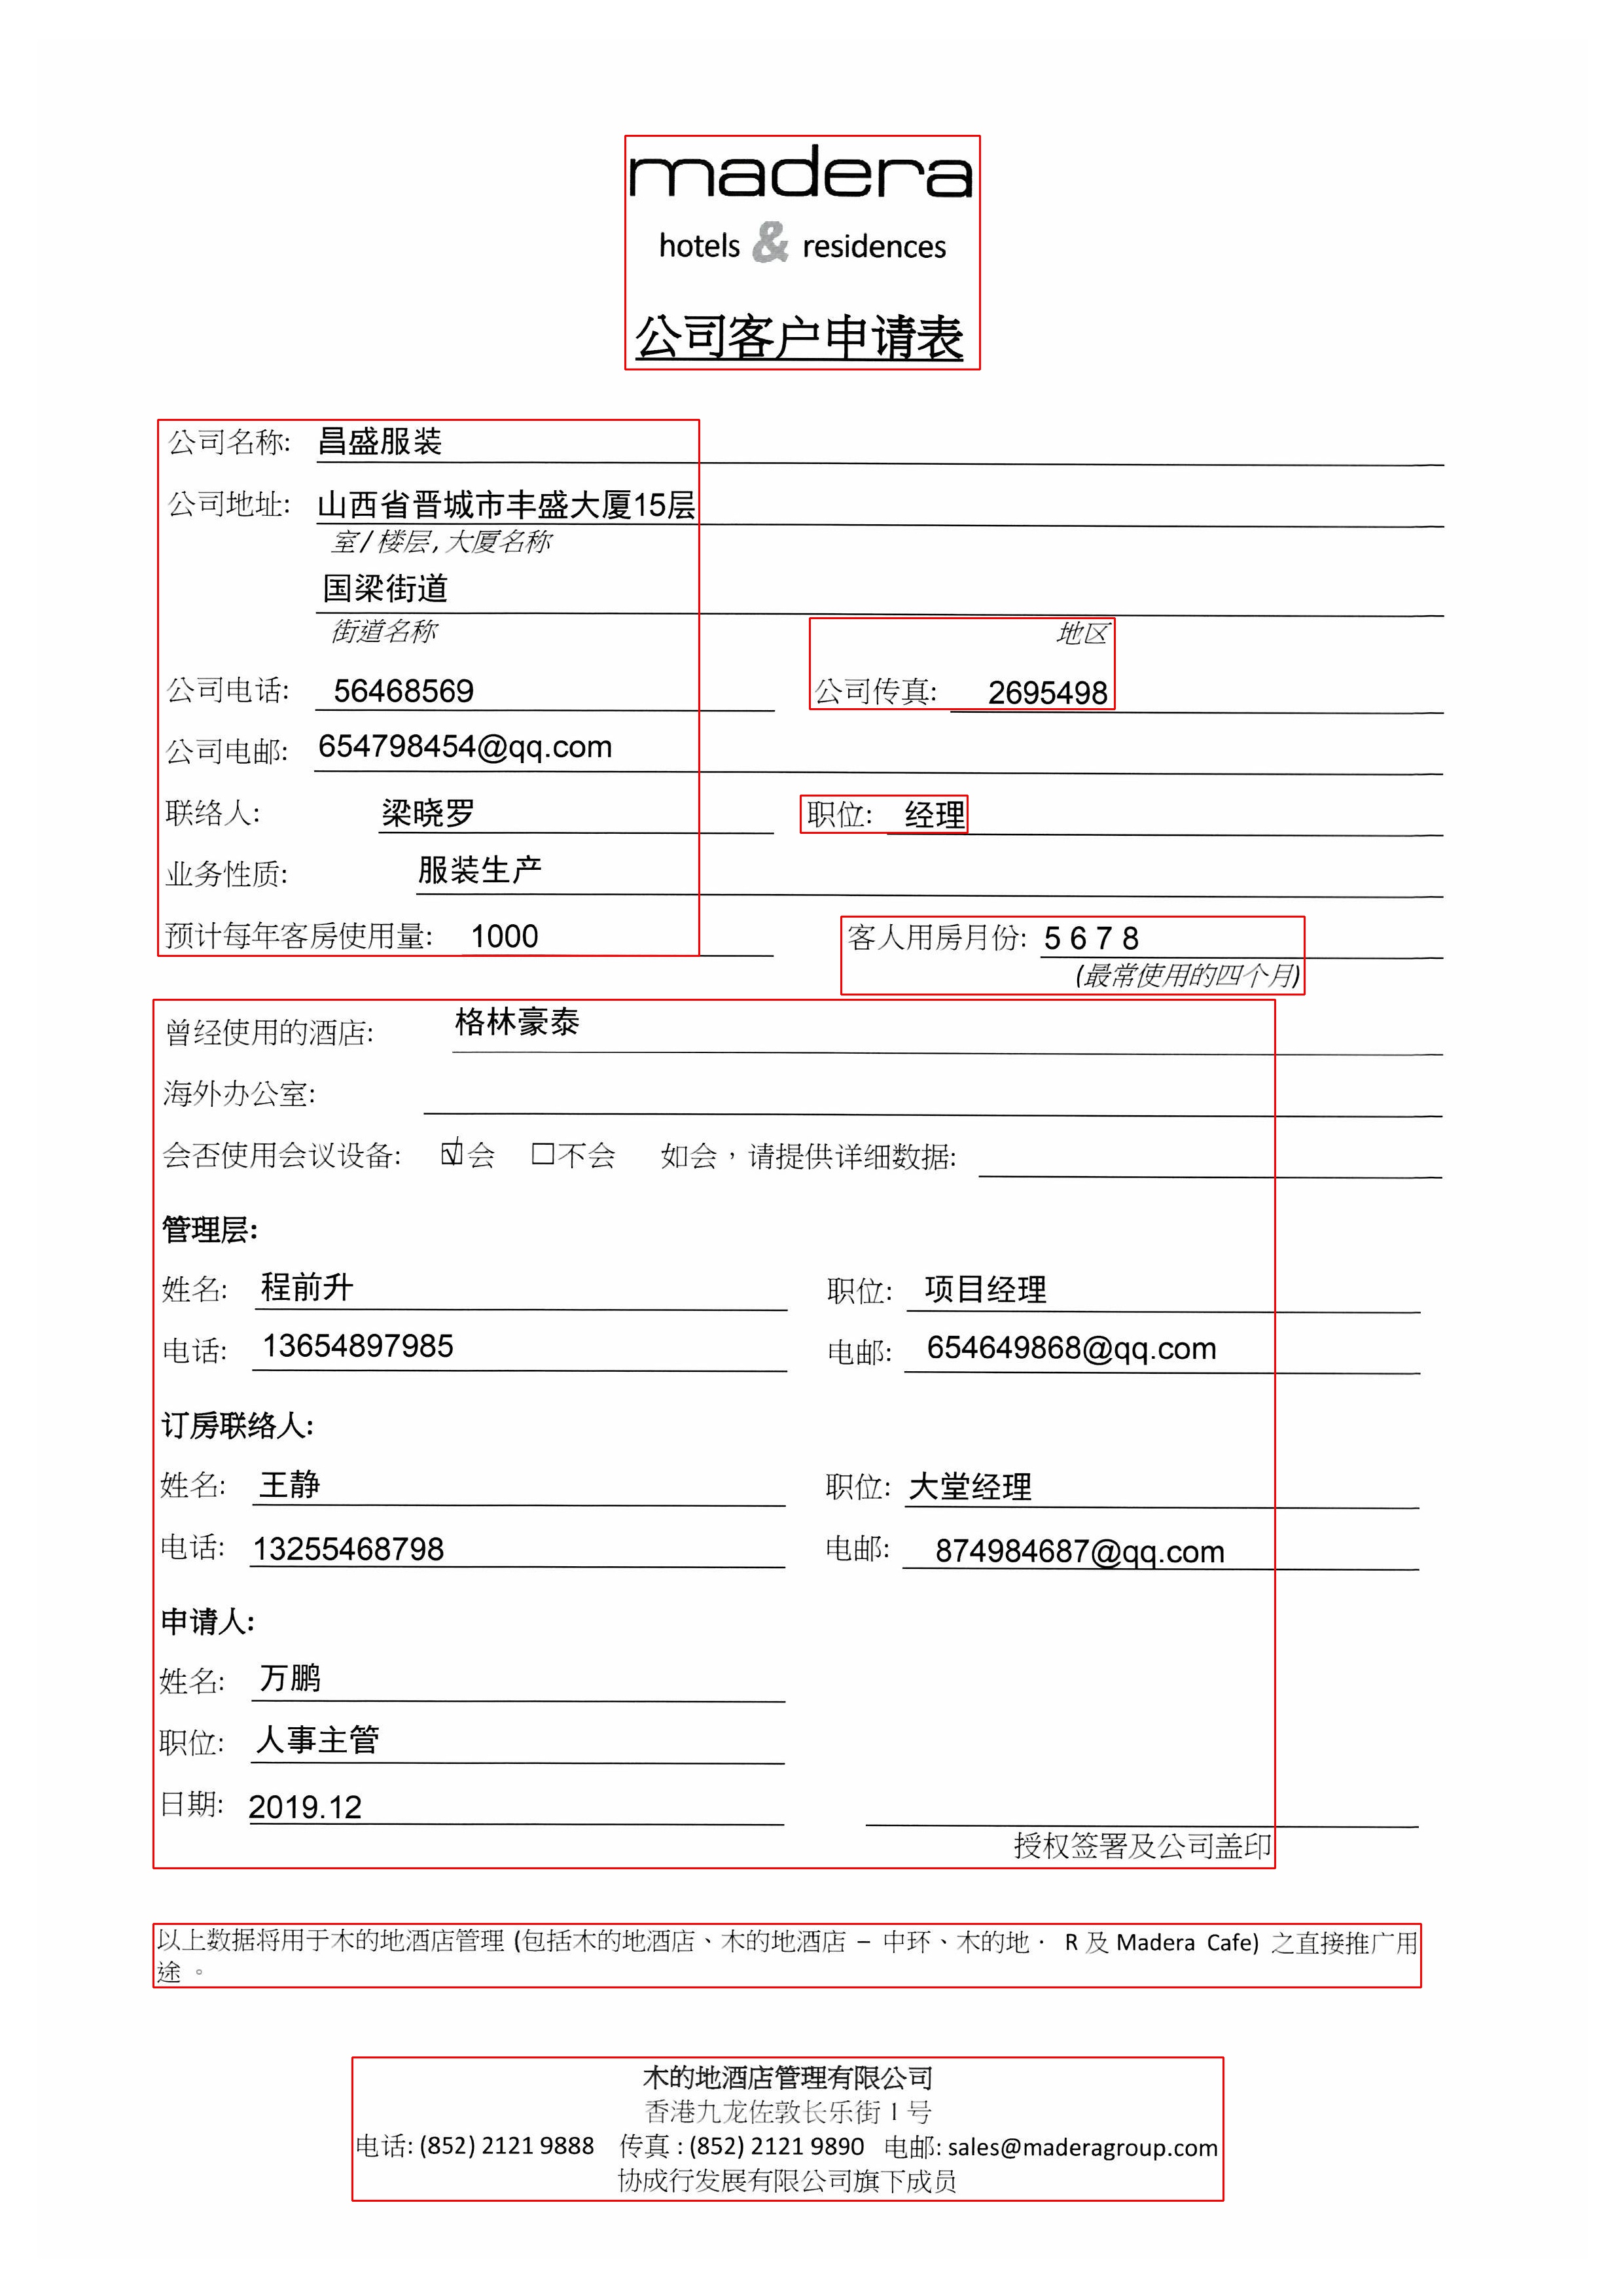 madera
hotels & residences
公司客户申请表
公司名称: 昌盛服装
公司地址: 山西省晋城市丰盛大厦15层
室/楼层,大厦名称
国梁街道
街道名称 地区
公司电话: 56468569 公司传真: 2695498
公司电邮: 654798454@qq.com
联络人: 梁晓罗 职位: 经理
业务性质: 服装生产
预计每年客房使用量: 1000 客人用房月份: 5 6 7 8
(最常使用的四个月)
曾经使用的酒店: 格林豪泰
海外办公室:
会否使用会议设备: ☑会 □不会 如会，请提供详细数据:
管理层:
姓名: 程前升 职位: 项目经理
电话: 13654897985 电邮: 654649868@qq.com
订房联络人:
姓名: 王静 职位: 大堂经理
电话: 13255468798 电邮: 874984687@qq.com
申请人:
姓名: 万鹏
职位: 人事主管
日期: 2019.12
授权签署及公司盖印
以上数据将用于木的地酒店管理 (包括木的地酒店、木的地酒店 – 中环、木的地· R 及 Madera Cafe) 之直接推广用
途。
木的地酒店管理有限公司
香港九龙佐敦长乐街 1 号
电话: (852) 2121 9888 传真 : (852) 2121 9890 电邮: sales@maderagroup.com
协成行发展有限公司旗下成员